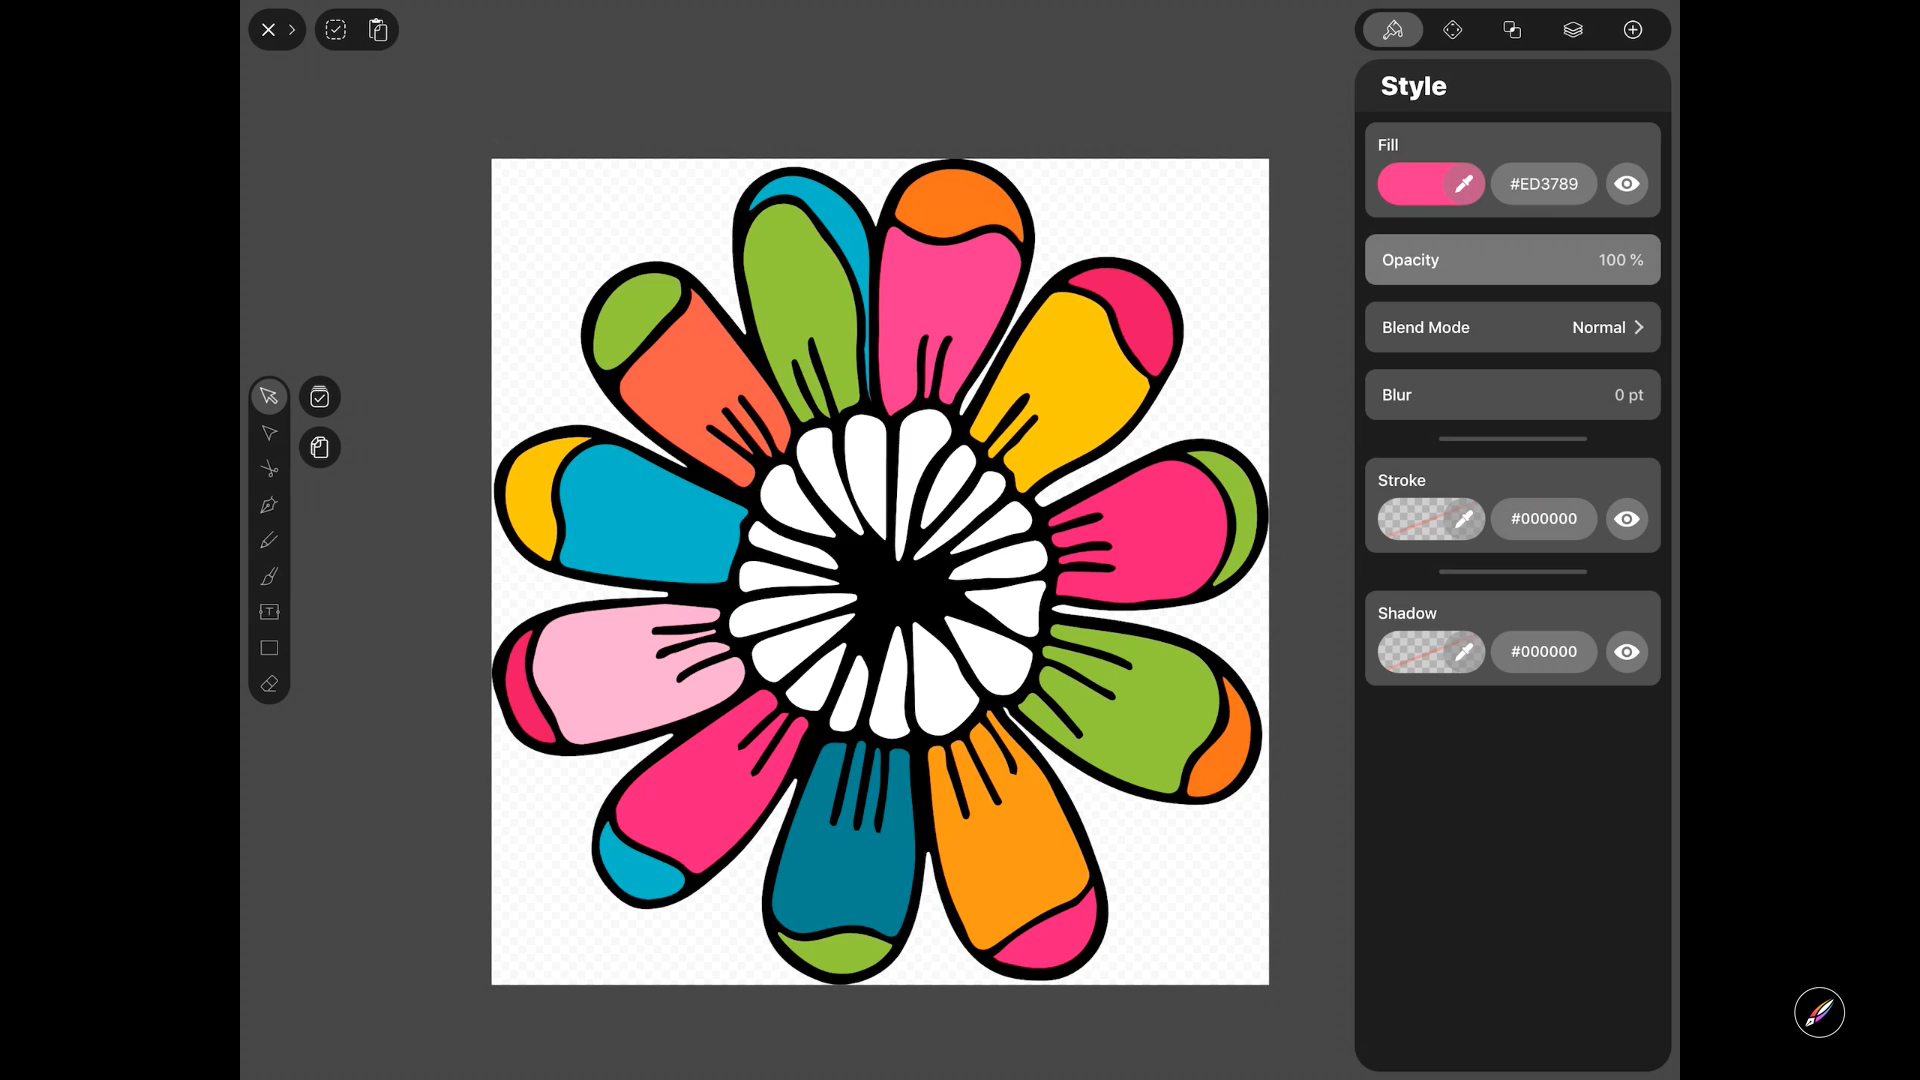 Style
Fill
#ED3789
Opacity 100 %
Blend Mode Normal
Blur 0 pt
Stroke
#000000
Shadow
#000000
T